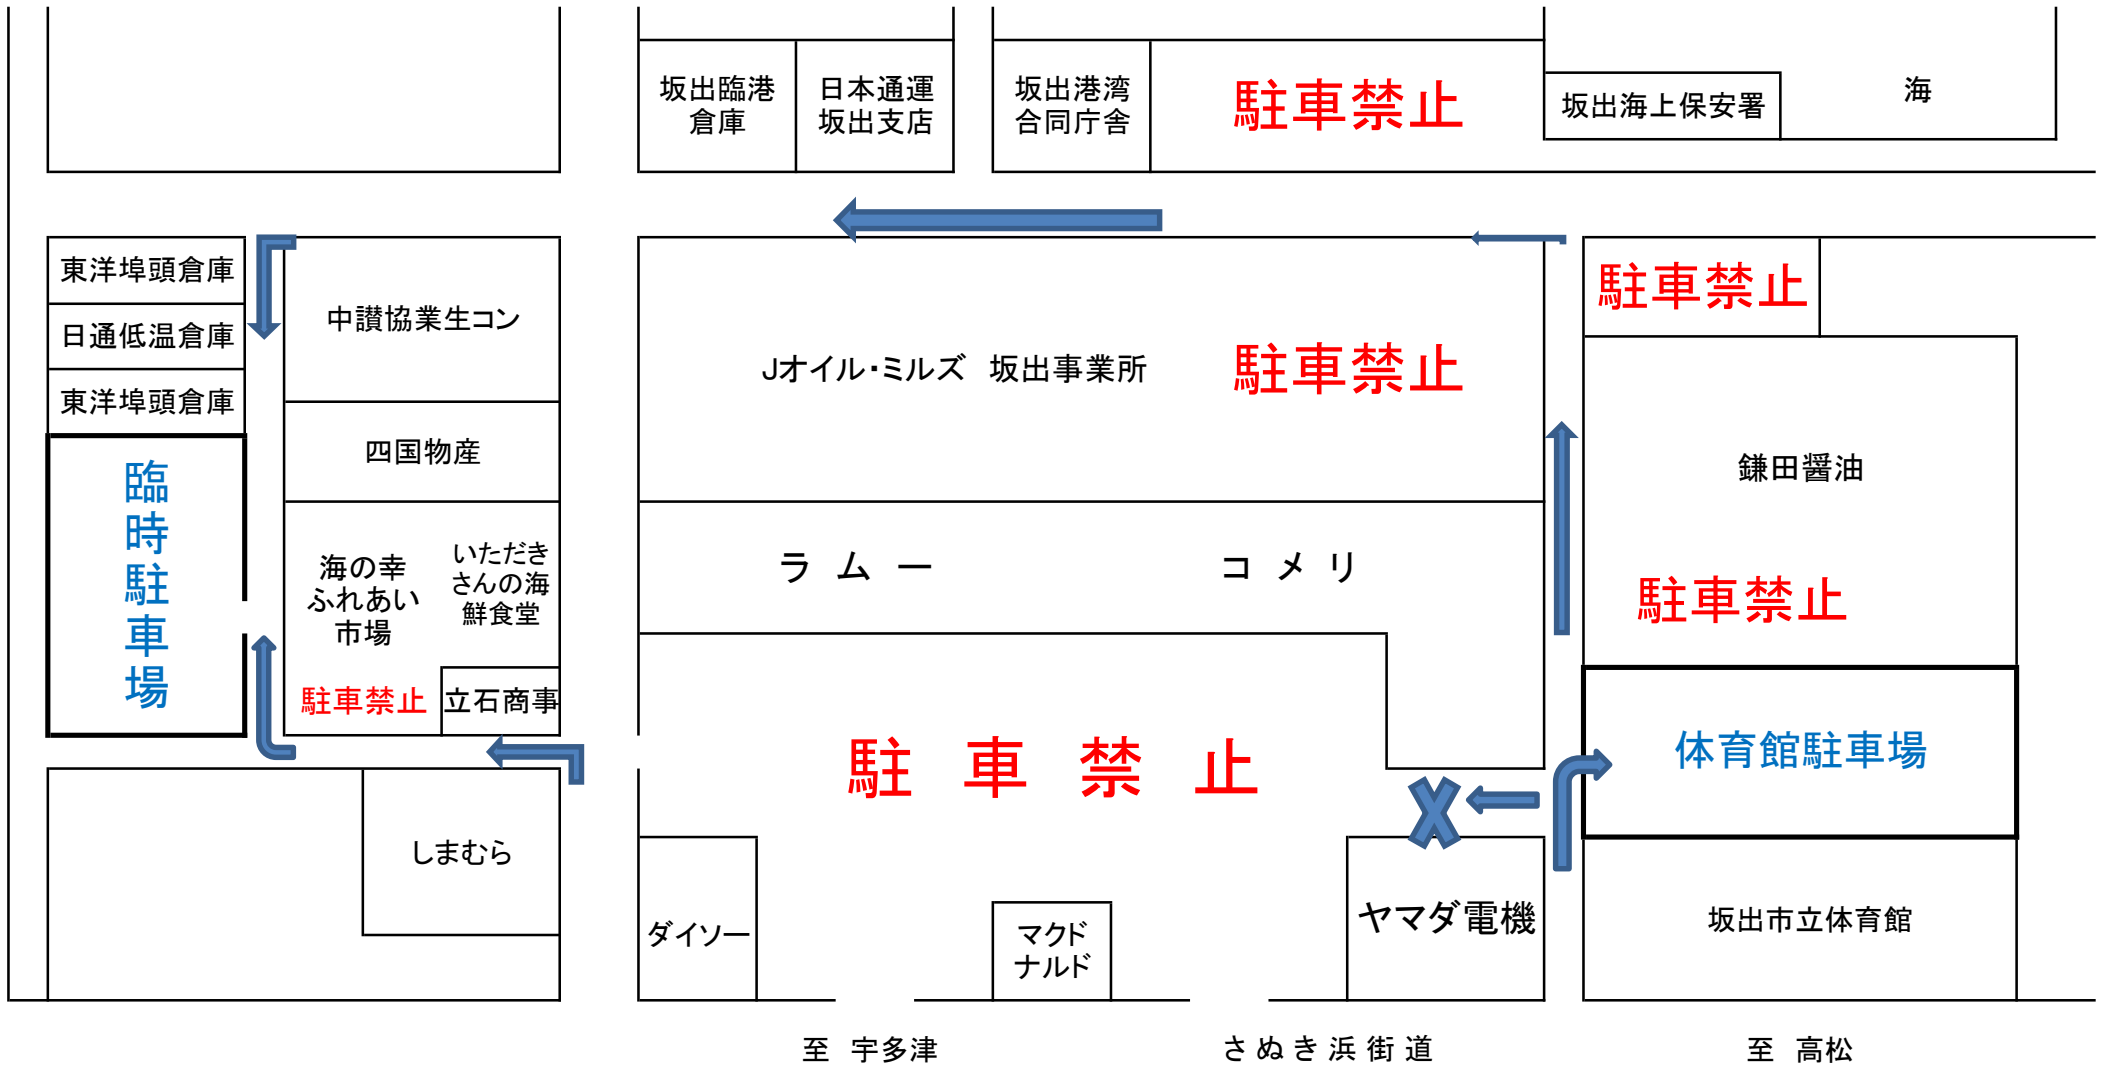 坂出臨港
倉庫
日本通運
坂出支店
坂出港湾
合同庁舎
駐車禁止
坂出海上保安署
海
東洋埠頭倉庫
日通低温倉庫
東洋埠頭倉庫
臨時駐車場
中讃協業生コン
四国物産
海の幸
ふれあい
市場
いただき
さんの海
鮮食堂
駐車禁止
立石商事
しまむら
Jオイル・ミルズ 坂出事業所
駐車禁止
ラムー
コメリ
駐車禁止
ダイソー
マクド
ナルド
ヤマダ電機
駐車禁止
鎌田醤油
駐車禁止
体育館駐車場
坂出市立体育館
至 宇多津
さぬき浜街道
至 高松